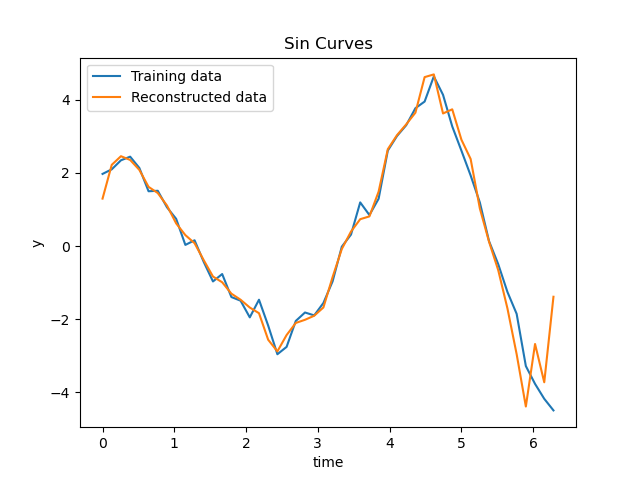 Sin Curves
Training data
Reconstructed data
4
2
0
−2
−4
y
0 1 2 3 4 5 6
time